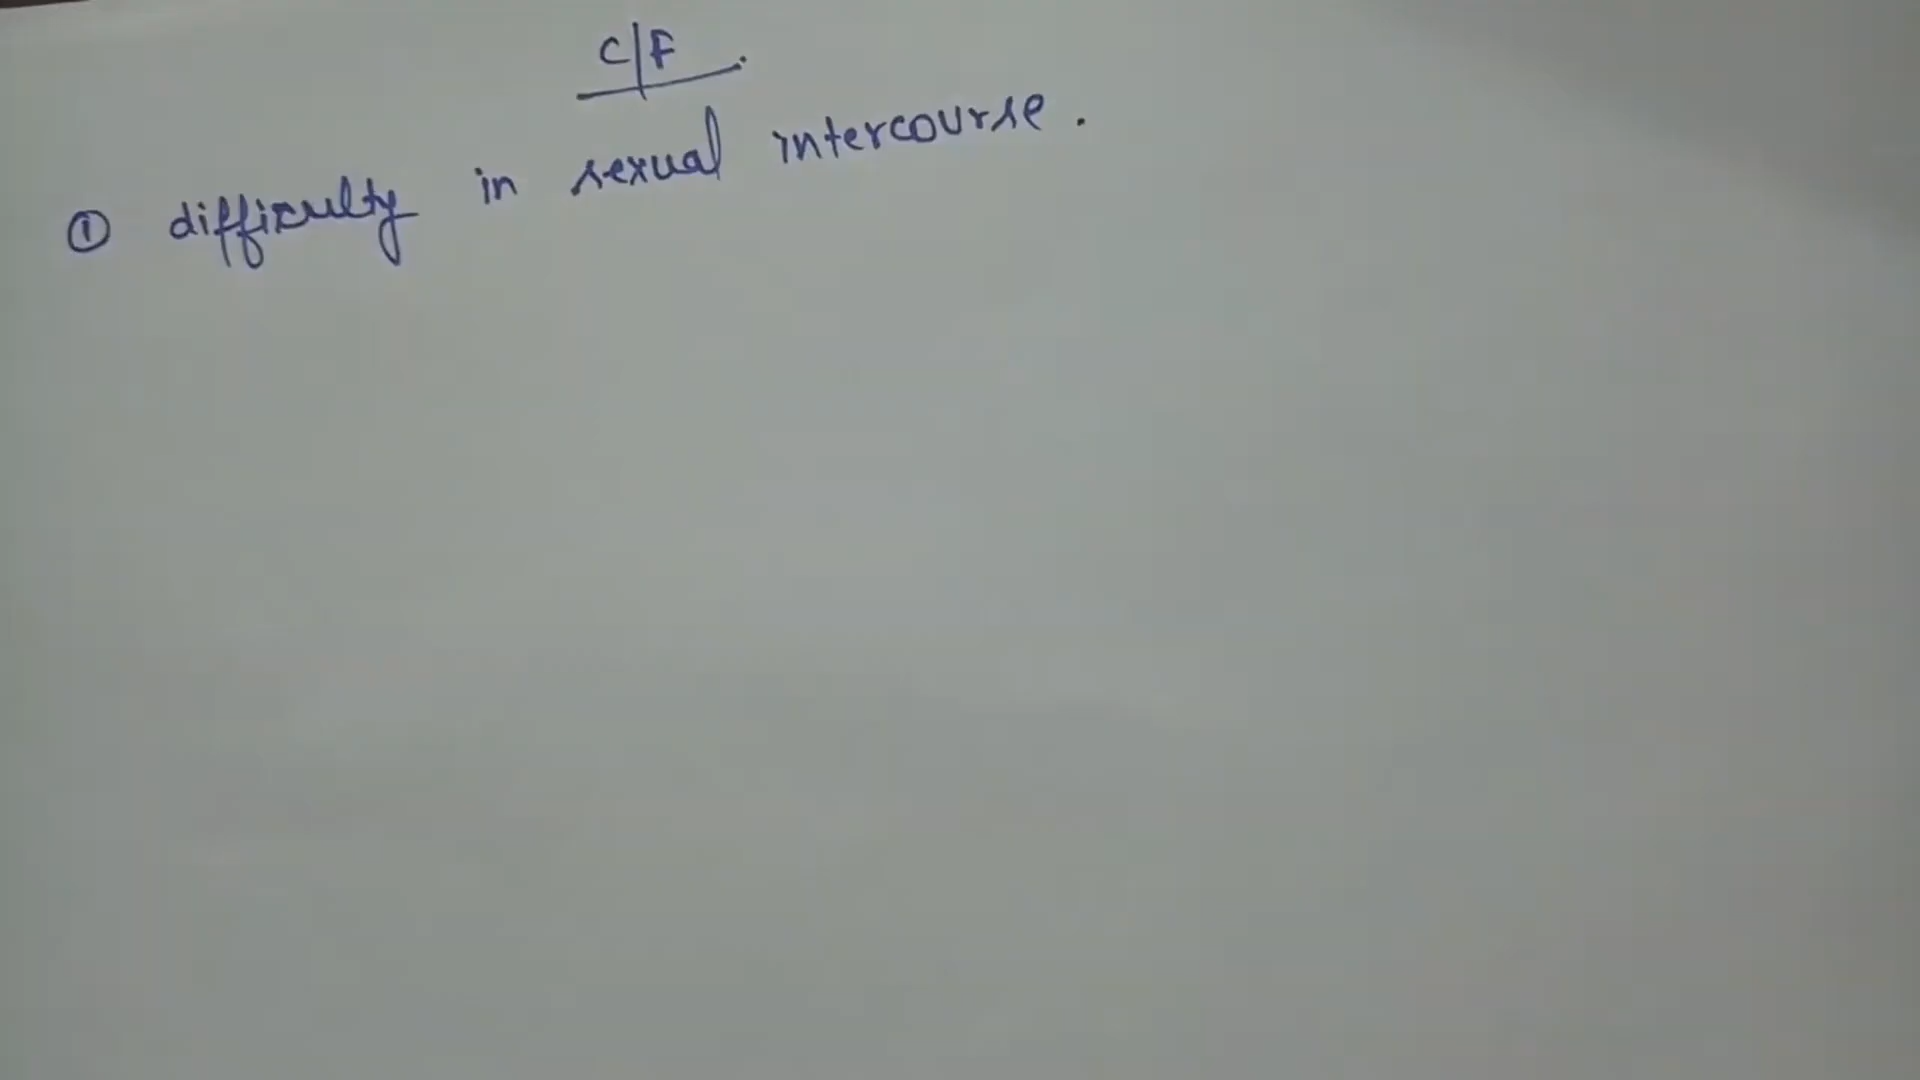 C/F.
① difficulty in sexual intercourse.